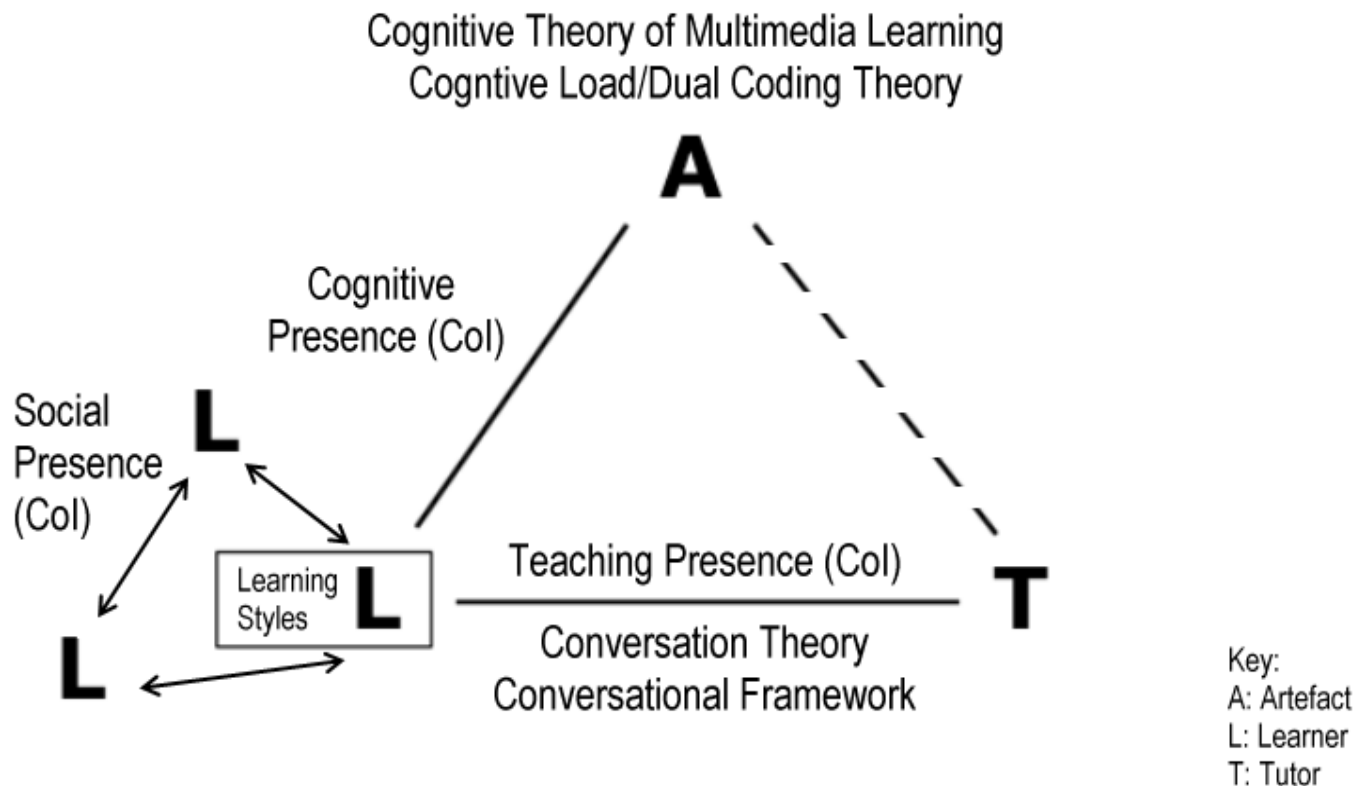 Cognitive Theory of Multimedia Learning
Cogntive Load/Dual Coding Theory
A
Cognitive
Presence (CoI)
Social
Presence
(CoI)
L
Learning
Styles
L
L
Teaching Presence (CoI)
Conversation Theory
Conversational Framework
T
Key:
A: Artefact
L: Learner
T: Tutor